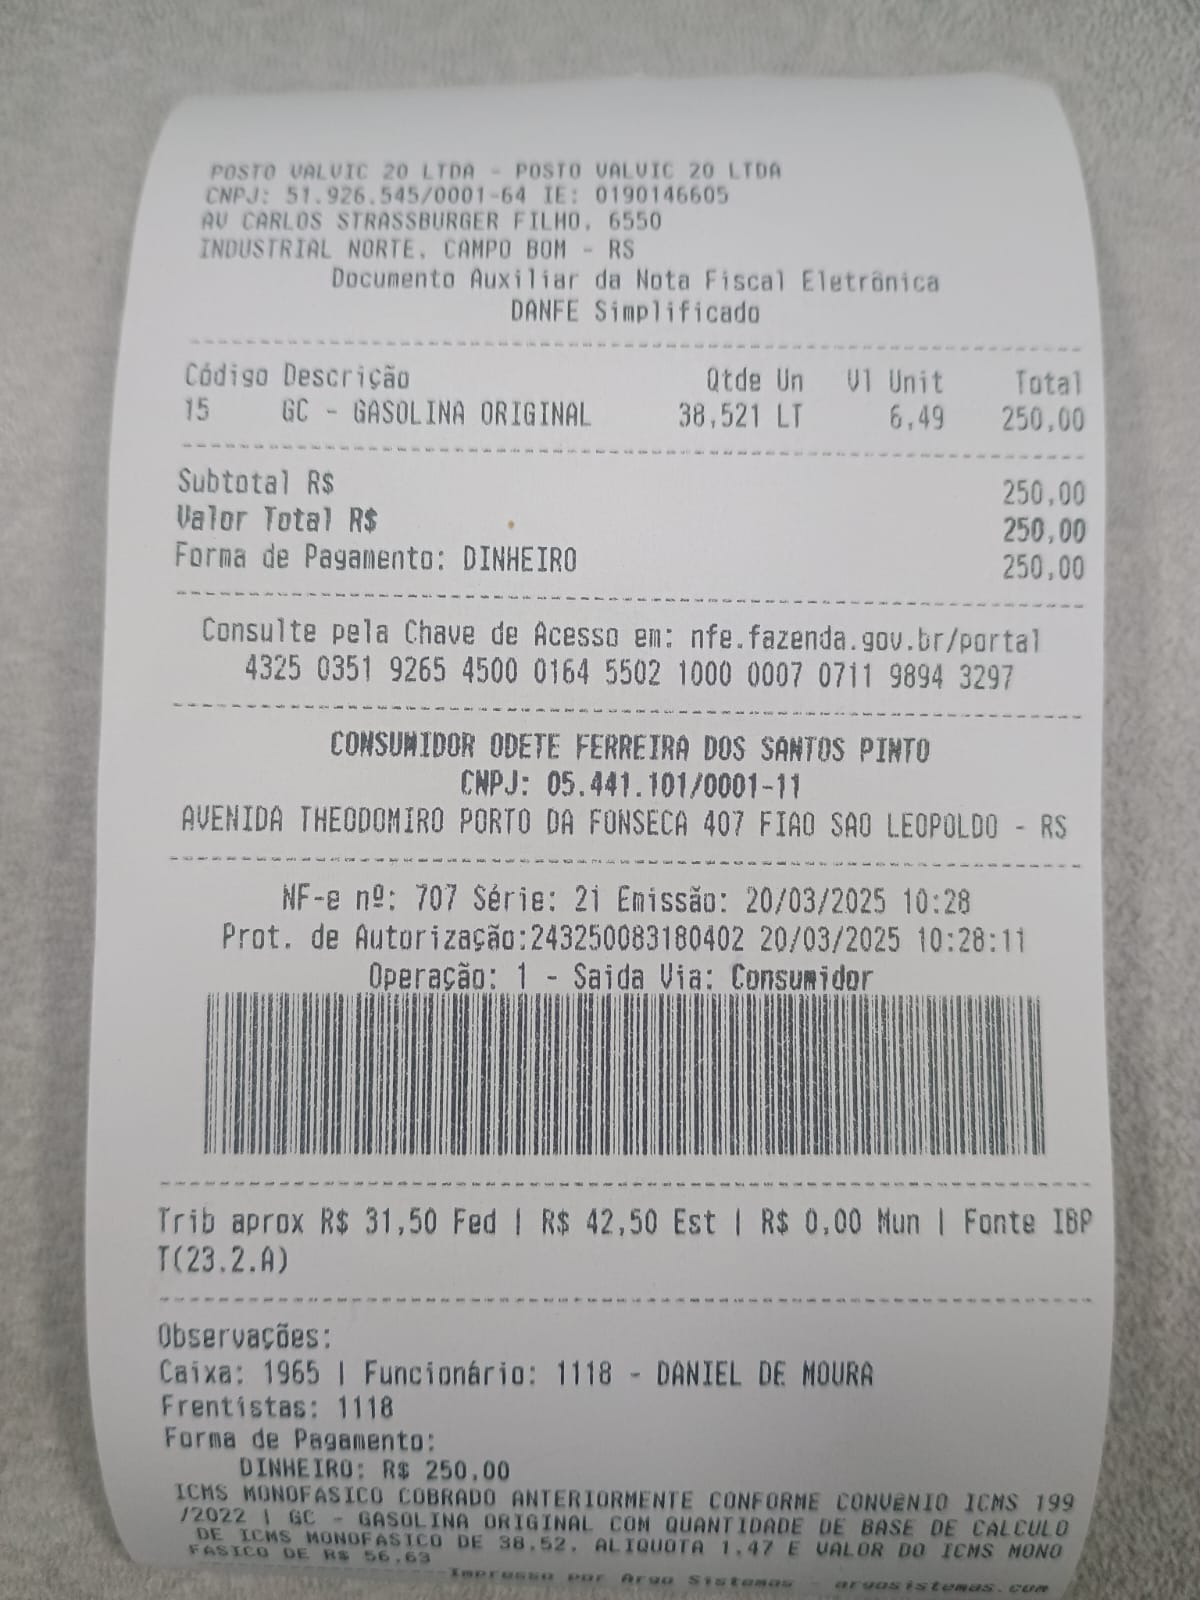 POSTO VALVIC 20 LTDA - POSTO VALVIC 20 LTDA
CNPJ: 51.926.545/0001-64 IE: 0190146605
AV CARLOS STRASSBURGER FILHO, 6550
INDUSTRIAL NORTE, CAMPO BOM - RS
Documento Auxiliar da Nota Fiscal Eletrônica
DANFE Simplificado
Código Descrição Qtde Un Vl Unit Total
15 GC - GASOLINA ORIGINAL 38,521 LT 6,49 250,00
Subtotal R$ 250,00
Valor Total R$ 250,00
Forma de Pagamento: DINHEIRO 250,00
Consulte pela Chave de Acesso em: nfe.fazenda.gov.br/portal
4325 0351 9265 4500 0164 5502 1000 0007 0711 9894 3297
CONSUMIDOR ODETE FERREIRA DOS SANTOS PINTO
CNPJ: 05.441.101/0001-11
AVENIDA THEODOMIRO PORTO DA FONSECA 407 FIAO SAO LEOPOLDO - RS
NF-e nº: 707 Série: 21 Emissão: 20/03/2025 10:28
Prot. de Autorização:243250083180402 20/03/2025 10:28:11
Operação: 1 - Saida Via: Consumidor
Trib aprox R$ 31,50 Fed | R$ 42,50 Est | R$ 0,00 Mun | Fonte IBP
T(23.2.A)
Observações:
Caixa: 1965 | Funcionário: 1118 - DANIEL DE MOURA
Frentistas: 1118
Forma de Pagamento:
DINHEIRO: R$ 250,00
ICMS MONOFASICO COBRADO ANTERIORMENTE CONFORME CONVÊNIO ICMS 199
/2022 | GC - GASOLINA ORIGINAL COM QUANTIDADE DE BASE DE CALCULO
DE ICMS MONOFASICO DE 38,52, ALIQUOTA 1,47 E VALOR DO ICMS MONO
FASICO DE R$ 56,63
Impresso por Argo Sistemas - argosistemas.com